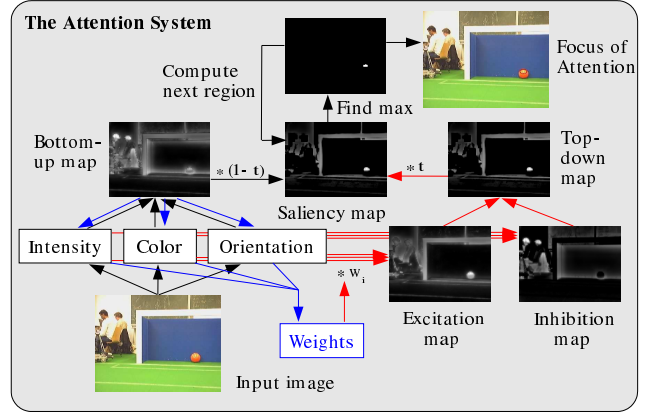 The Attention System
Focus of
Attention
Compute
next region
Find max
Bottom-
up map
* (1- t)
* t
Top-
down
map
Saliency map
Intensity
Color
Orientation
* w i
Excitation
map
Inhibition
map
Weights
Input image